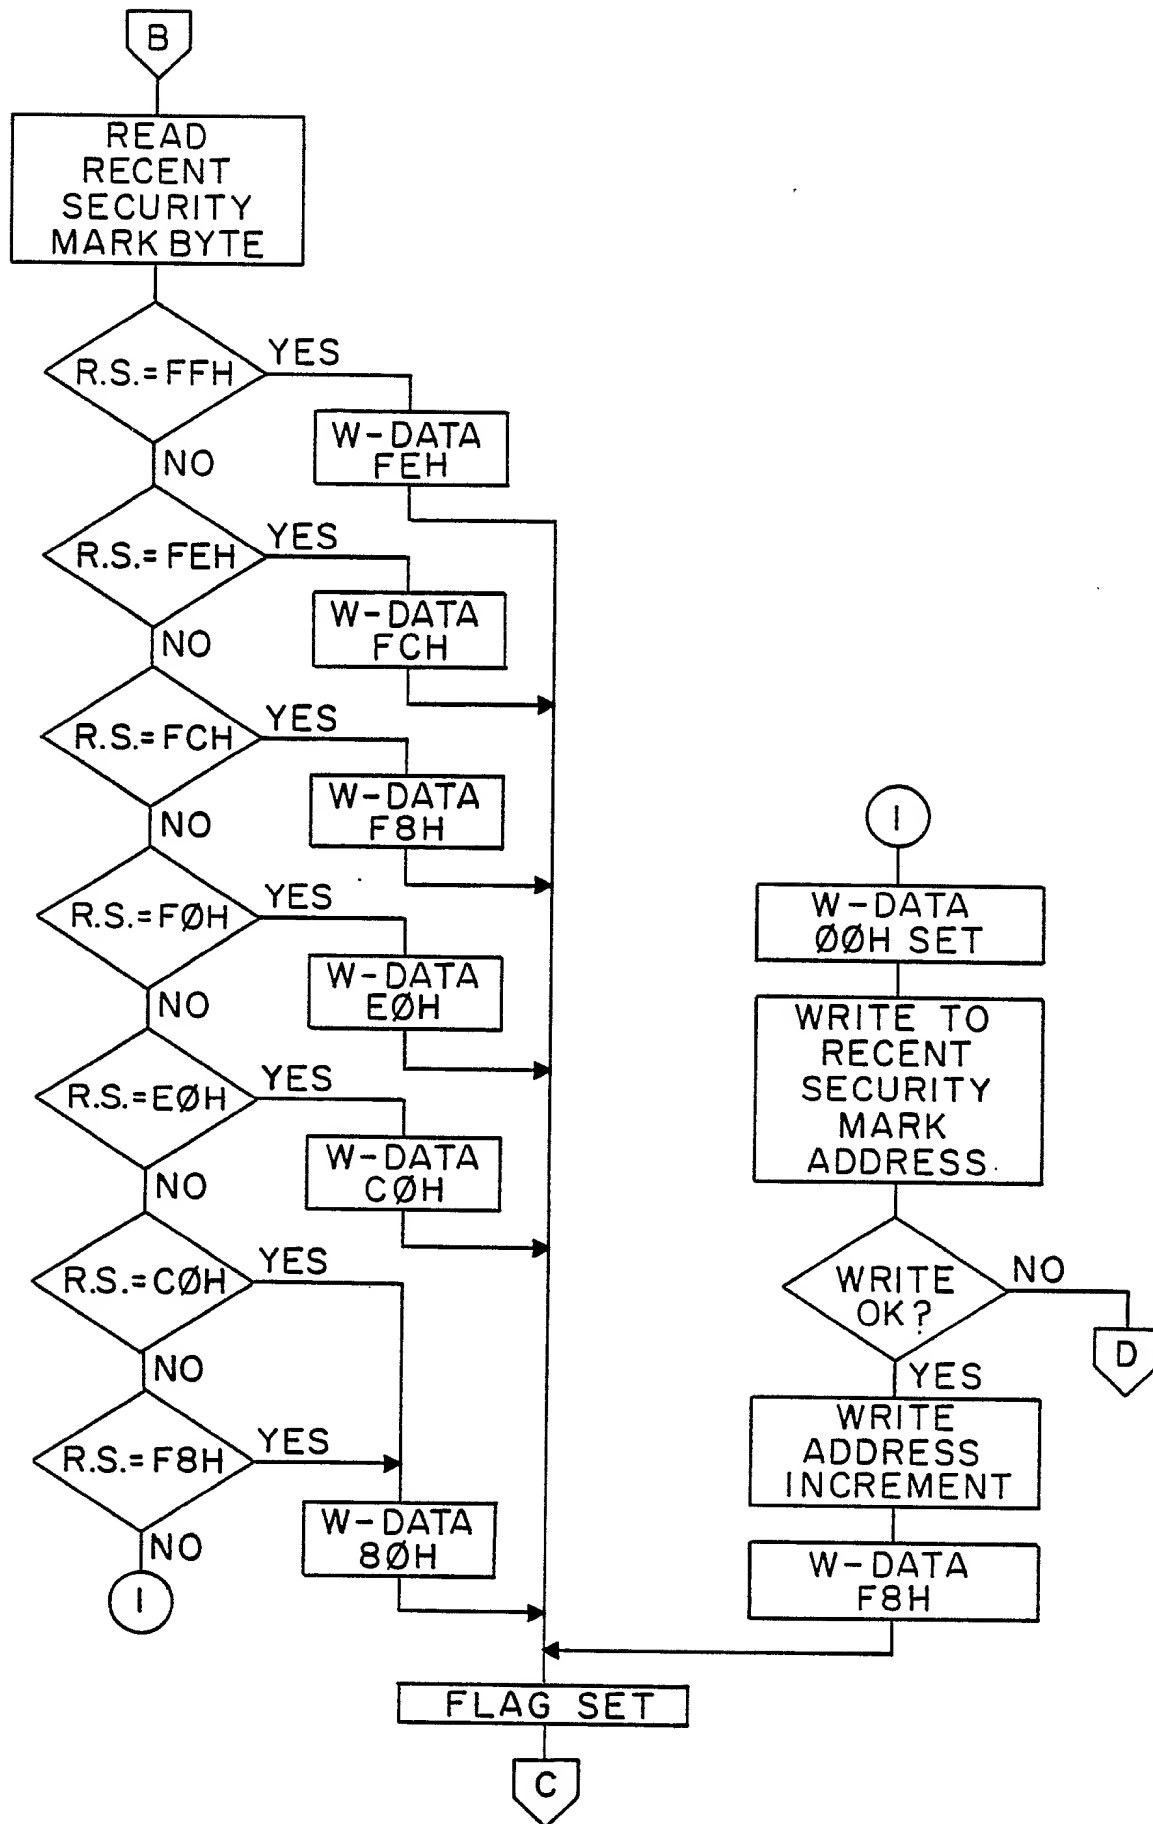 B
READ
RECENT
SECURITY
MARK BYTE
R.S.=FFH
YES
W-DATA
FEH
NO
R.S.=FEH
YES
W-DATA
FCH
NO
R.S.=FCH
YES
W-DATA
F8H
NO
R.S.=FØH
YES
W-DATA
EØH
NO
R.S.=EØH
YES
W-DATA
CØH
NO
R.S.=CØH
YES
NO
R.S.=F8H
YES
W-DATA
8ØH
NO
I
I
W-DATA
ØØH SET
WRITE TO
RECENT
SECURITY
MARK
ADDRESS
WRITE
OK?
NO
D
YES
WRITE
ADDRESS
INCREMENT
W-DATA
F8H
FLAG SET
C